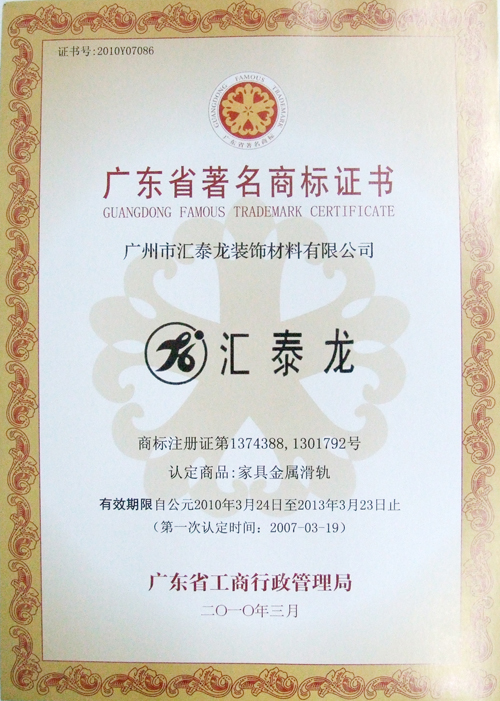 证书号:2010Y07086
GUANGDONG FAMOUS TRADEMARK
广东省著名商标
广东省著名商标证书
GUANGDONG FAMOUS TRADEMARK CERTIFICATE
广州市汇泰龙装饰材料有限公司
汇泰龙
商标注册证第1374388,1301792号
认定商品:家具金属滑轨
有效期限自公元2010年3月24日至2013年3月23日止
(第一次认定时间：2007-03-19)
广东省工商行政管理局
二〇一〇年三月